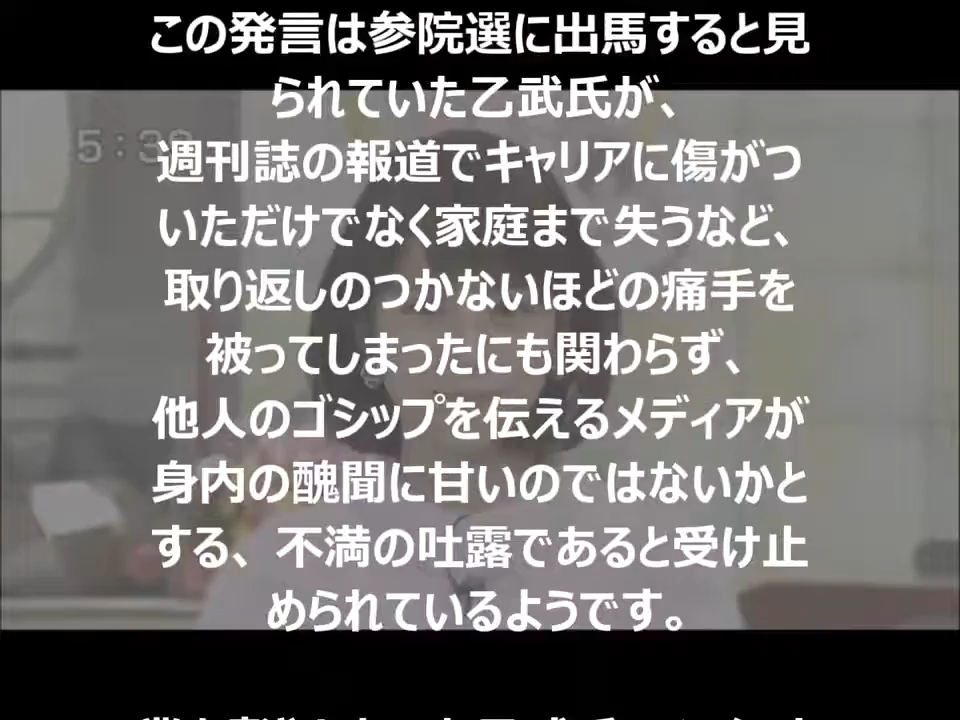 この発言は参院選に出馬すると見
られていた乙武氏が、
週刊誌の報道でキャリアに傷がつ
いただけでなく家庭まで失うなど、
取り返しのつかないほどの痛手を
被ってしまったにも関わらず、
他人のゴシップを伝えるメディアが
身内の醜聞に甘いのではないかと
する、不満の吐露であると受け止
められているようです。